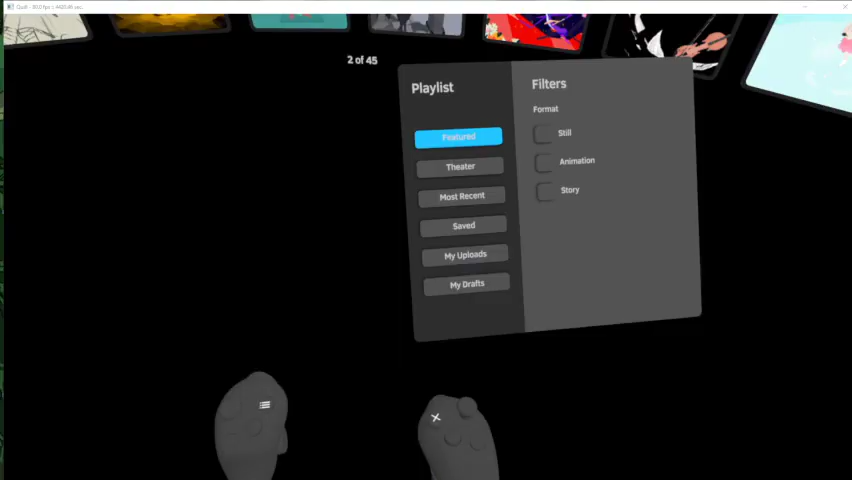 2 of 45
Playlist
Featured
Theater
Most Recent
Saved
My Uploads
My Drafts
Filters
Format
Still
Animation
Story